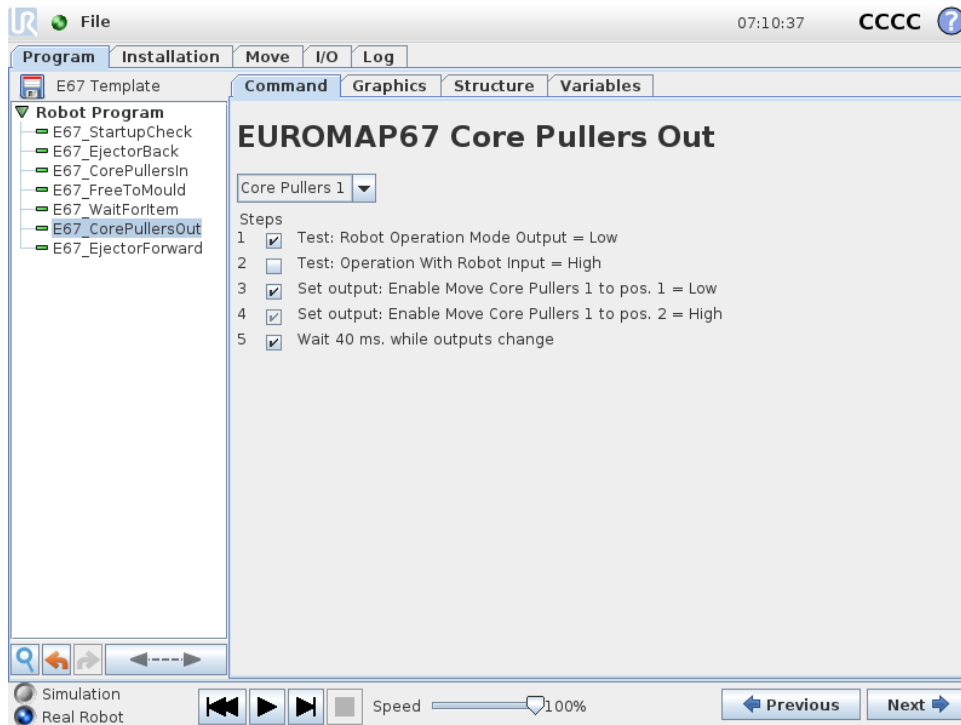 UR File 07:10:37 CCCC ?
Program Installation Move I/O Log
E67 Template Command Graphics Structure Variables
Robot Program
E67_StartupCheck
E67_EjectorBack
E67_CorePullersIn
E67_FreeToMould
E67_WaitForItem
E67_CorePullersOut
E67_EjectorForward
EUROMAP67 Core Pullers Out
Core Pullers 1
Steps
1 Test: Robot Operation Mode Output = Low
2 Test: Operation With Robot Input = High
3 Set output: Enable Move Core Pullers 1 to pos. 1 = Low
4 Set output: Enable Move Core Pullers 1 to pos. 2 = High
5 Wait 40 ms. while outputs change
Simulation
Real Robot
Speed 100%
Previous Next